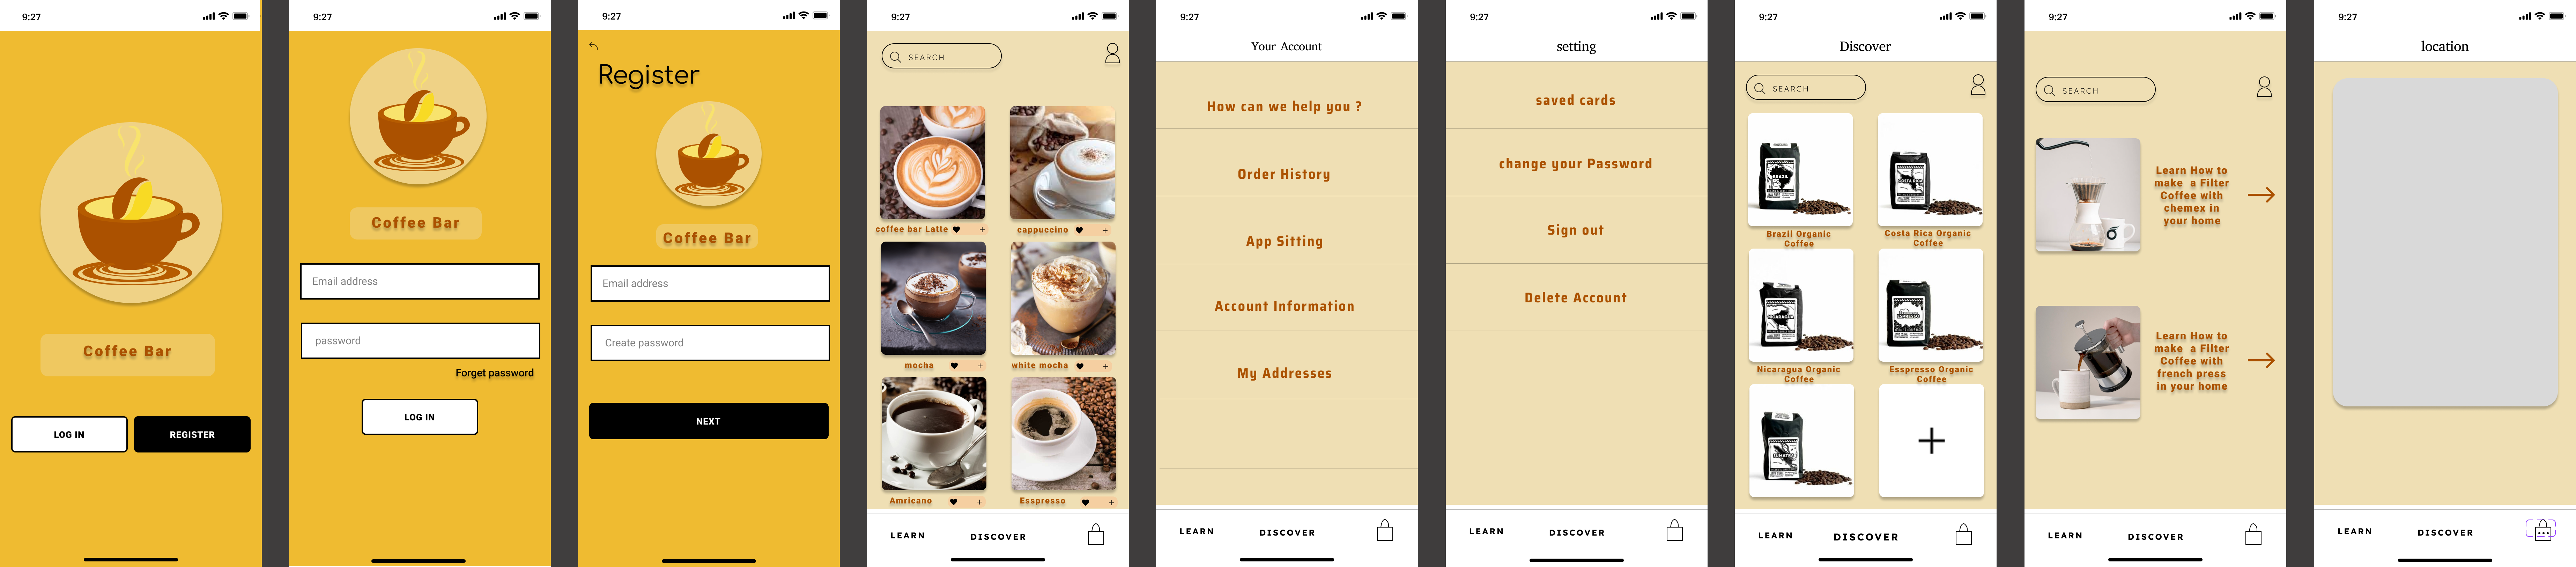 9:27
Coffee Bar
LOG IN
REGISTER
9:27
Coffee Bar
Email address
password
Forget password
LOG IN
9:27
Register
Coffee Bar
Email address
Create password
NEXT
9:27
SEARCH
coffee bar Latte +
cappuccino +
mocha +
white mocha +
Amricano +
Esspresso +
LEARN
DISCOVER
9:27
Your Account
How can we help you ?
Order History
App Sitting
Account Information
My Addresses
LEARN
DISCOVER
9:27
setting
saved cards
change your Password
Sign out
Delete Account
LEARN
DISCOVER
9:27
Discover
SEARCH
BRAZIL
COSTA RICA
Brazil Organic
Coffee
Costa Rica Organic
Coffee
NICARAGUA
ESPRESSO
Nicaragua Organic
Coffee
Esspresso Organic
Coffee
SUMATRA
+
LEARN
DISCOVER
9:27
SEARCH
Learn How to
make a Filter
Coffee with
chemex in
your home
Learn How to
make a Filter
Coffee with
french press
in your home
LEARN
DISCOVER
9:27
location
LEARN
DISCOVER